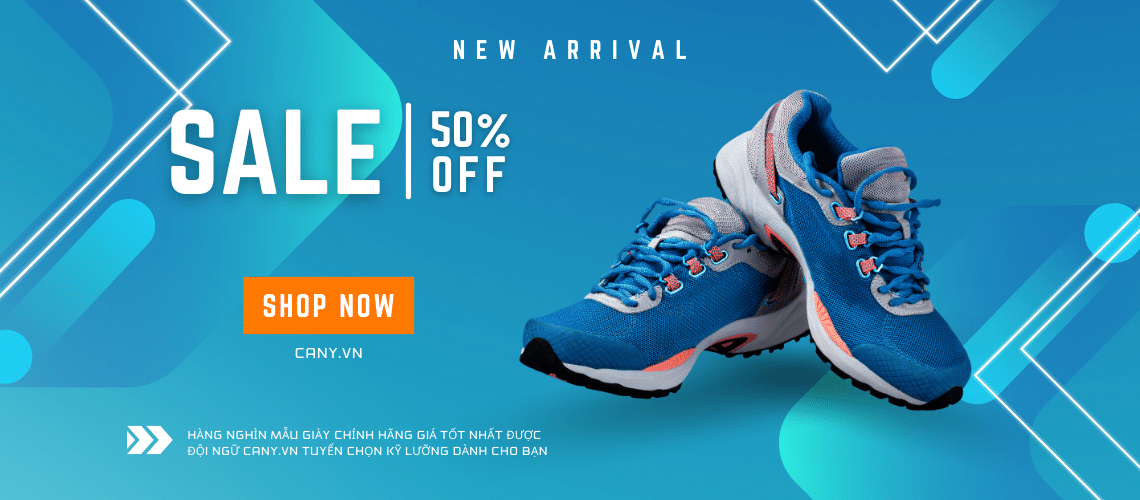 NEW ARRIVAL
SALE
50%
OFF
SHOP NOW
CANY.VN
HÀNG NGHÌN MẪU GIÀY CHÍNH HÃNG GIÁ TỐT NHẤT ĐƯỢC
ĐỘI NGŨ CANY.VN TUYỂN CHỌN KỸ LƯỠNG DÀNH CHO BẠN